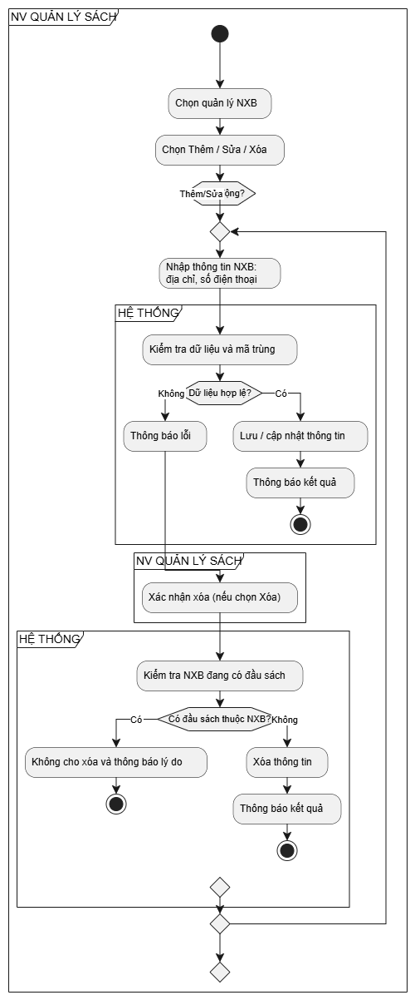 NV QUẢN LÝ SÁCH
Chọn quản lý NXB
Chọn Thêm / Sửa / Xóa
Thêm/Sửa
ộng?
Nhập thông tin NXB:
địa chỉ, số điện thoại
HỆ THỐNG
Kiểm tra dữ liệu và mã trùng
Không
Dữ liệu hợp lệ?
Có
Thông báo lỗi
Lưu / cập nhật thông tin
Thông báo kết quả
NV QUẢN LÝ SÁCH
Xác nhận xóa (nếu chọn Xóa)
HỆ THỐNG
Kiểm tra NXB đang có đầu sách
Có
Có đầu sách thuộc NXB?
Không
Không cho xóa và thông báo lý do
Xóa thông tin
Thông báo kết quả